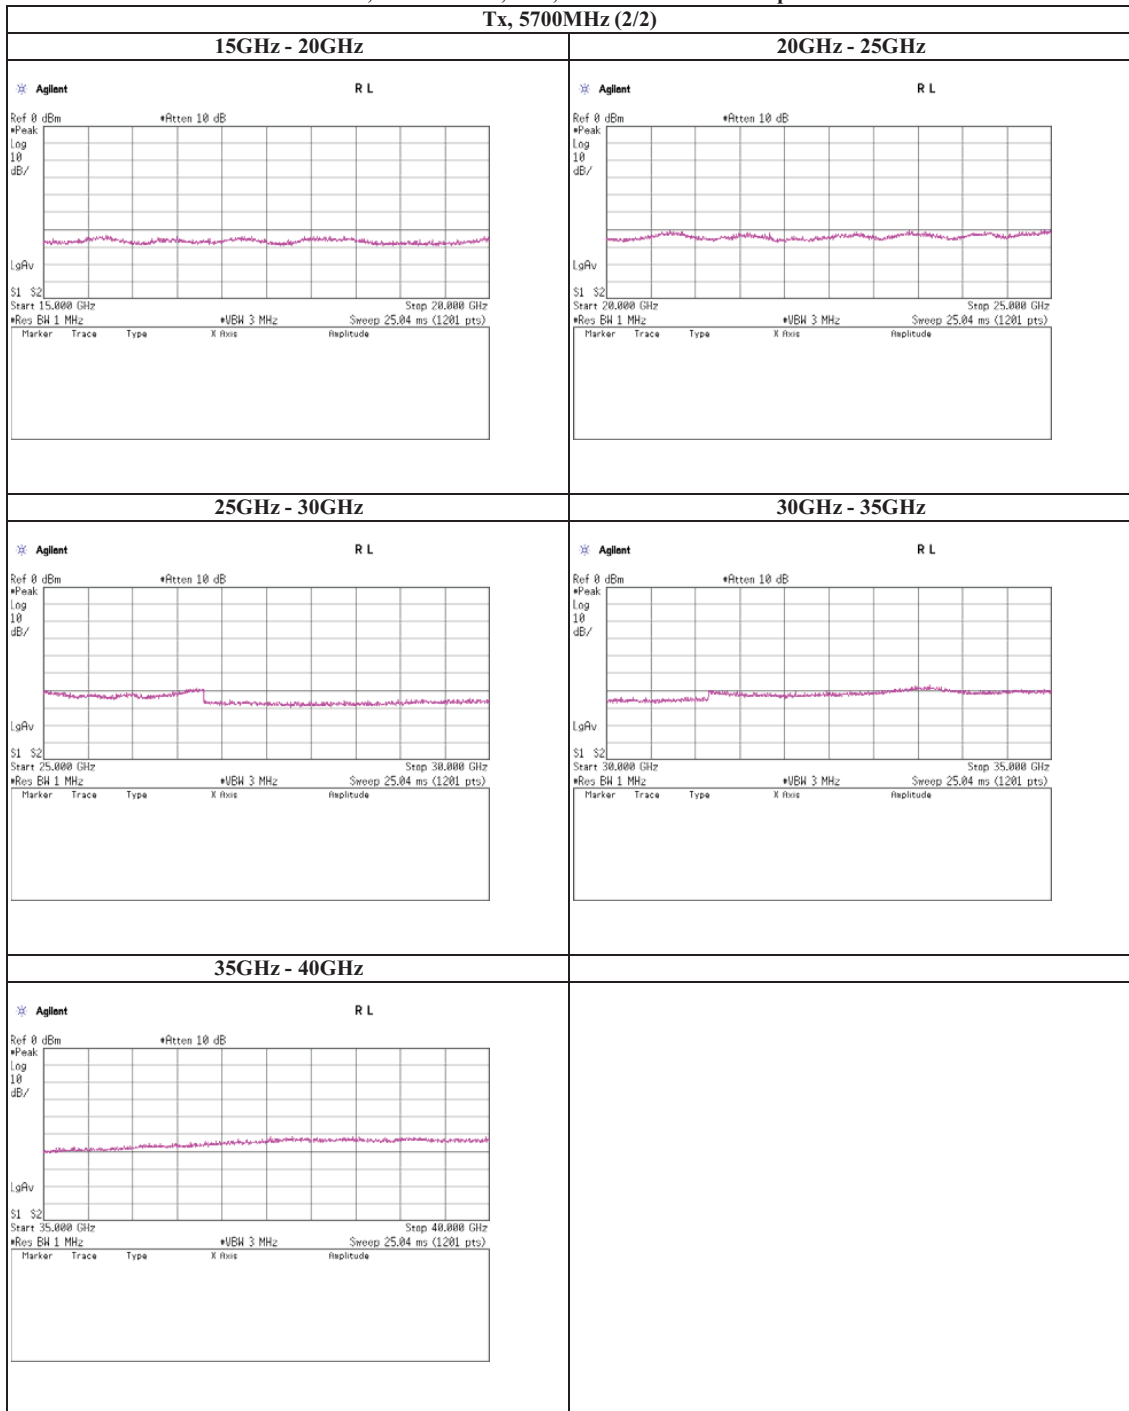 Tx, 5700MHz (2/2)
15GHz - 20GHz
20GHz - 25GHz
Agilent R L
Ref 0 dBm *Atten 10 dB
*Peak
Log
10
dB/
LgAv
S1 S2
Start 15.000 GHz Stop 20.000 GHz
*Res BW 1 MHz *VBW 3 MHz Sweep 25.04 ms (1201 pts)
Marker Trace Type X Axis Amplitude
Agilent R L
Ref 0 dBm *Atten 10 dB
*Peak
Log
10
dB/
LgAv
S1 S2
Start 20.000 GHz Stop 25.000 GHz
*Res BW 1 MHz *VBW 3 MHz Sweep 25.04 ms (1201 pts)
Marker Trace Type X Axis Amplitude
25GHz - 30GHz
30GHz - 35GHz
Agilent R L
Ref 0 dBm *Atten 10 dB
*Peak
Log
10
dB/
LgAv
S1 S2
Start 25.000 GHz Stop 30.000 GHz
*Res BW 1 MHz *VBW 3 MHz Sweep 25.04 ms (1201 pts)
Marker Trace Type X Axis Amplitude
Agilent R L
Ref 0 dBm *Atten 10 dB
*Peak
Log
10
dB/
LgAv
S1 S2
Start 30.000 GHz Stop 35.000 GHz
*Res BW 1 MHz *VBW 3 MHz Sweep 25.04 ms (1201 pts)
Marker Trace Type X Axis Amplitude
35GHz - 40GHz
Agilent R L
Ref 0 dBm *Atten 10 dB
*Peak
Log
10
dB/
LgAv
S1 S2
Start 35.000 GHz Stop 40.000 GHz
*Res BW 1 MHz *VBW 3 MHz Sweep 25.04 ms (1201 pts)
Marker Trace Type X Axis Amplitude